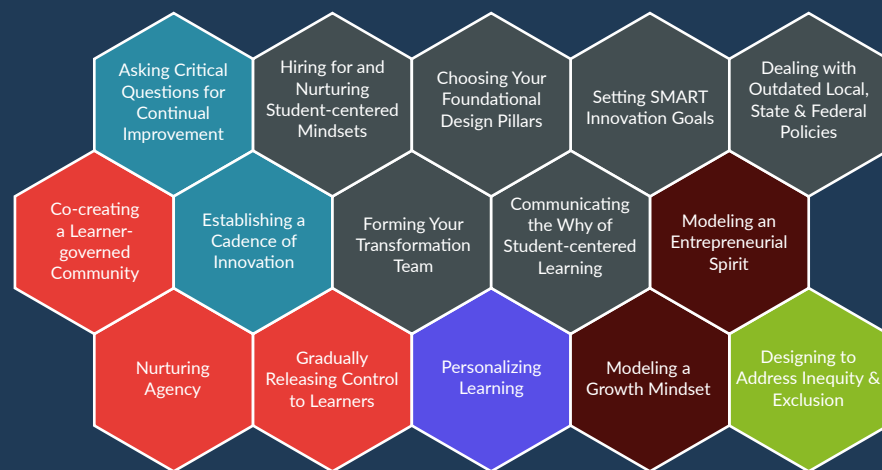 Asking Critical
Questions for
Continual
Improvement
Hiring for and
Nurturing
Student-centered
Mindsets
Choosing Your
Foundational
Design Pillars
Setting SMART
Innovation Goals
Dealing with
Outdated Local,
State & Federal
Policies
Co-creating
a Learner-
governed
Community
Establishing a
Cadence of
Innovation
Forming Your
Transformation
Team
Communicating
the Why of
Student-centered
Learning
Modeling an
Entrepreneurial
Spirit
Nurturing
Agency
Gradually
Releasing Control
to Learners
Personalizing
Learning
Modeling a
Growth Mindset
Designing to
Address Inequity &
Exclusion